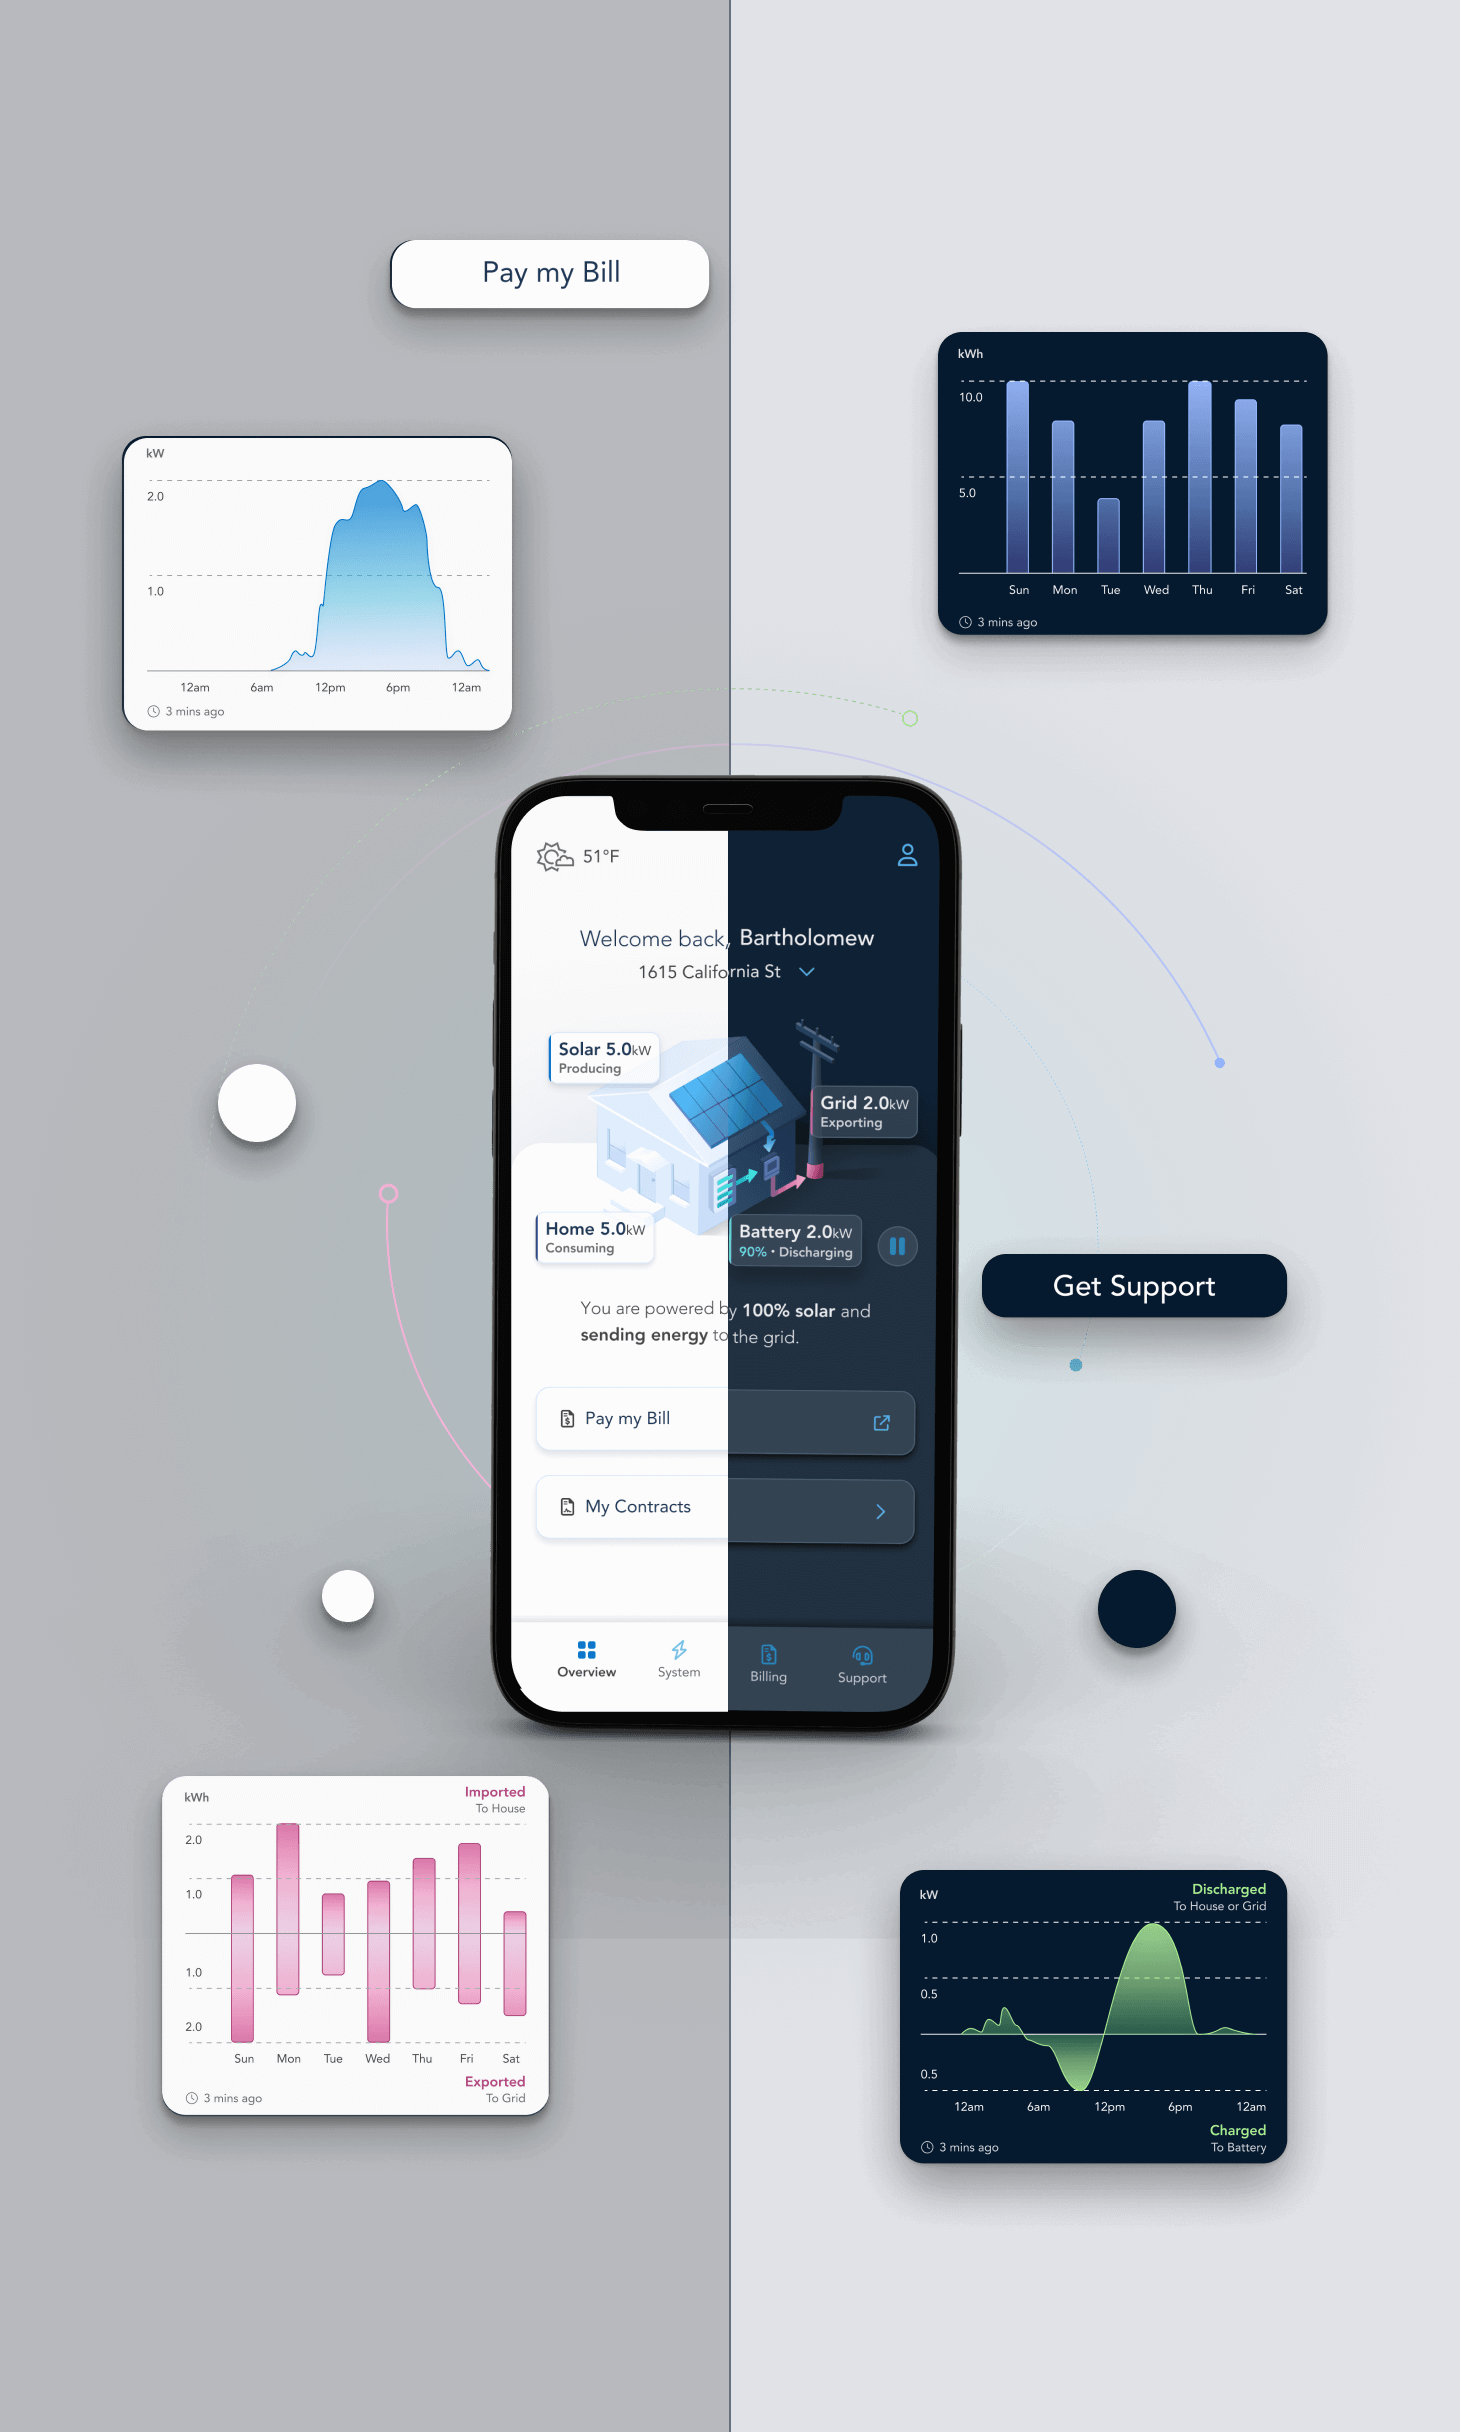 Pay my Bill
kWh
10.0
5.0
Sun Mon Tue Wed Thu Fri Sat
3 mins ago
kW
2.0
1.0
12am 6am 12pm 6pm 12am
3 mins ago
51°F
Welcome back, Bartholomew
1615 California St
Solar 5.0kW
Producing
Grid 2.0kW
Exporting
Home 5.0kW
Consuming
Battery 2.0kW
90% • Discharging
You are powered by 100% solar and
sending energy to the grid.
Get Support
Pay my Bill
My Contracts
Overview System Billing Support
kWh
Imported
To House
2.0
1.0
1.0
2.0
Sun Mon Tue Wed Thu Fri Sat
Exported
To Grid
3 mins ago
kW
Discharged
To House or Grid
1.0
0.5
0.5
12am 6am 12pm 6pm 12am
Charged
To Battery
3 mins ago